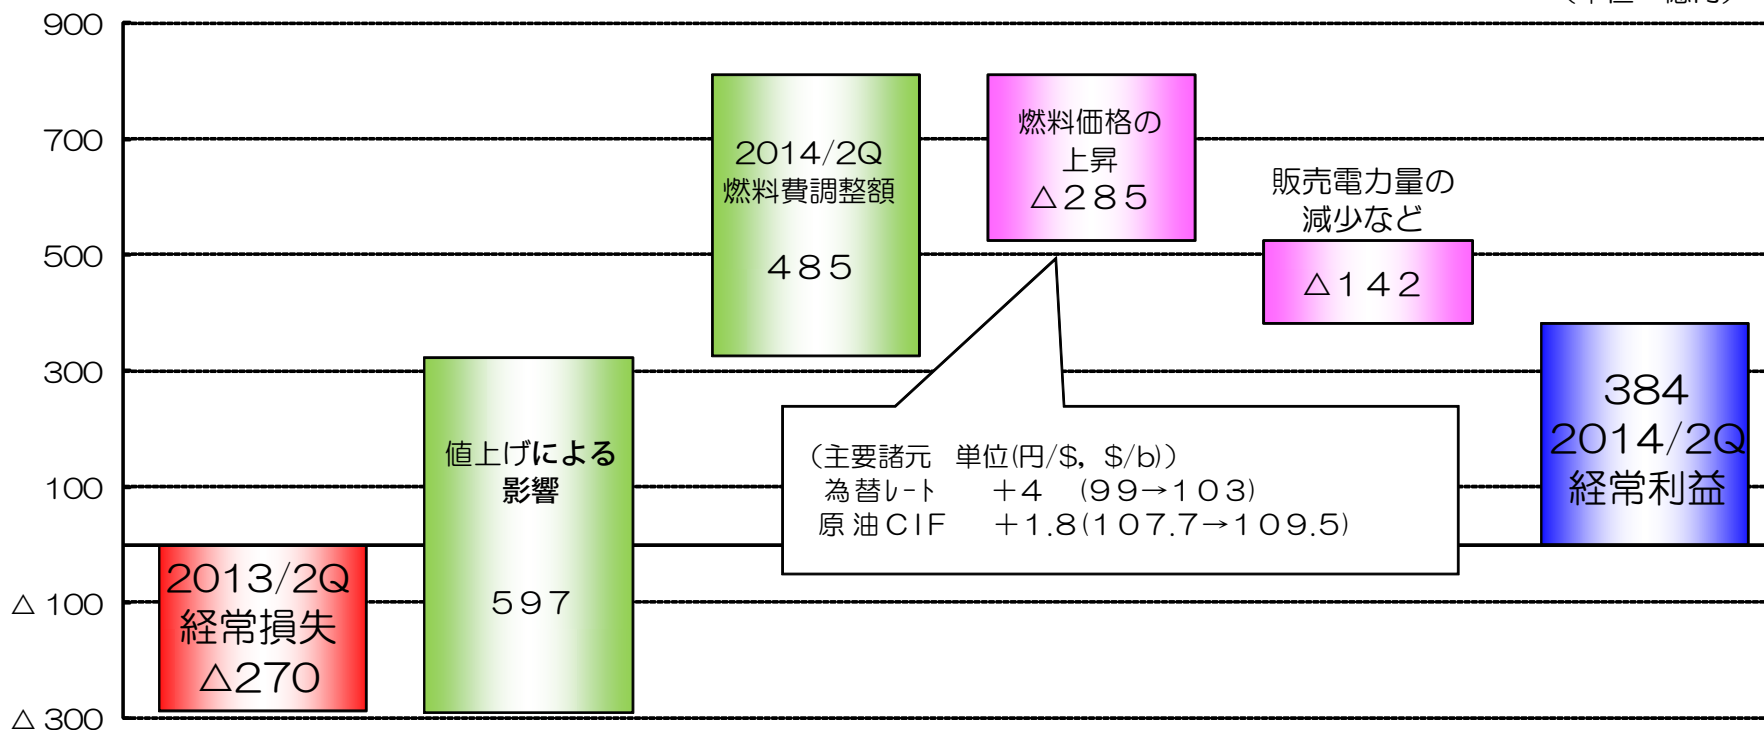 900
700
500
300
100
△100
△300
2013/2Q
経常損失
△270
値上げによる
影響
597
2014/2Q
燃料費調整額
485
燃料価格の
上昇
△285
販売電力量の
減少など
△142
384
2014/2Q
経常利益
(主要諸元 単位(円/$, $/b))
為替レート +4 (99→103)
原油CIF +1.8(107.7→109.5)